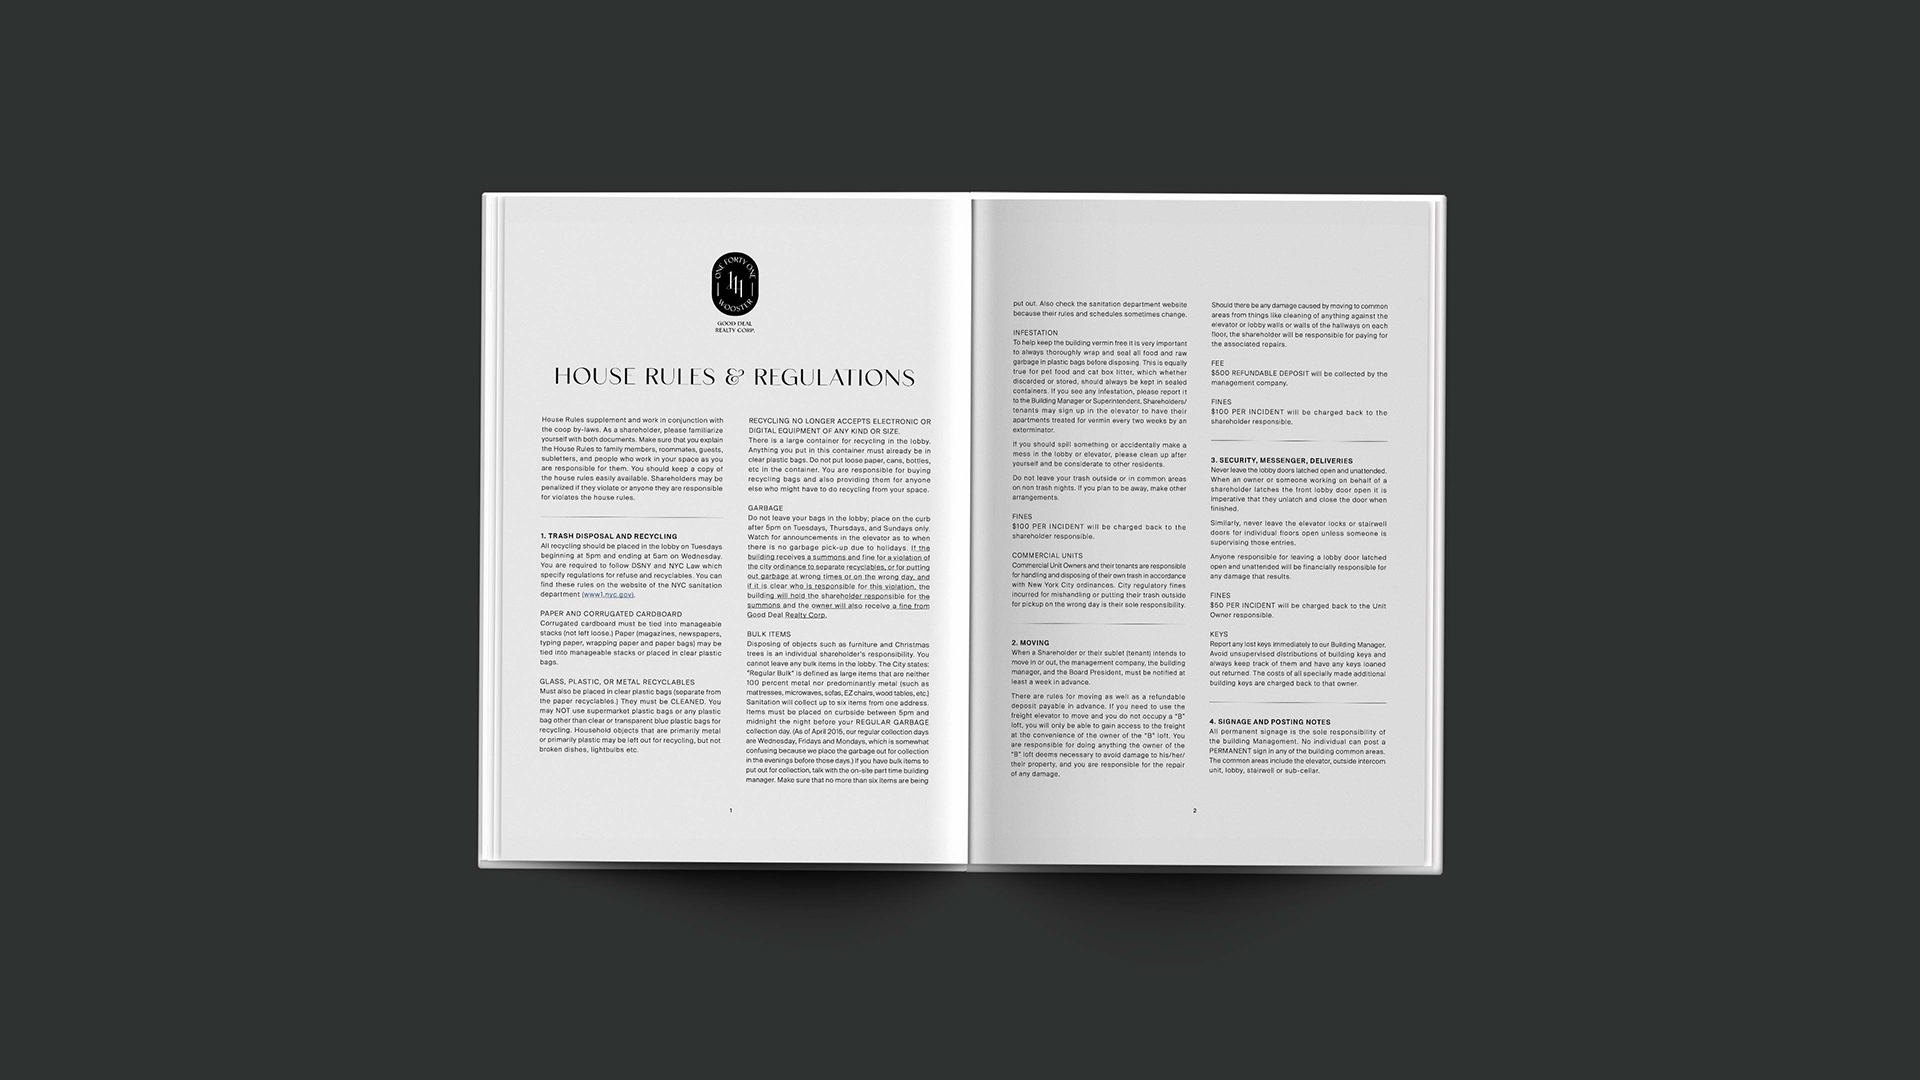 ONE FORTY ONE
141
WOOSTER
GOOD DEAL
REALTY CORP.
HOUSE RULES & REGULATIONS
House Rules supplement and work in conjunction with
the coop by-laws. As a shareholder, please familiarize
yourself with both documents. Make sure that you explain
the House Rules to family members, roommates, guests,
subletters, and people who work in your space as you
are responsible for them. You should keep a copy of
the house rules easily available. Shareholders may be
penalized if they violate or anyone they are responsible
for violates the house rules.
1. TRASH DISPOSAL AND RECYCLING
All recycling should be placed in the lobby on Tuesdays
beginning at 5pm and ending at 5am on Wednesday.
You are required to follow DSNY and NYC Law which
specify regulations for refuse and recyclables. You can
find these rules on the website of the NYC sanitation
department (www1.nyc.gov).
PAPER AND CORRUGATED CARDBOARD
Corrugated cardboard must be tied into manageable
stacks (not left loose.) Paper (magazines, newspapers,
typing paper, wrapping paper and paper bags) may be
tied into manageable stacks or placed in clear plastic
bags.
GLASS, PLASTIC, OR METAL RECYCLABLES
Must also be placed in clear plastic bags (separate from
the paper recyclables.) They must be CLEANED. You
may NOT use supermarket plastic bags or any plastic
bag other than clear or transparent blue plastic bags for
recycling. Household objects that are primarily metal
or primarily plastic may be left out for recycling, but not
broken dishes, lightbulbs etc.
RECYCLING NO LONGER ACCEPTS ELECTRONIC OR
DIGITAL EQUIPMENT OF ANY KIND OR SIZE.
There is a large container for recycling in the lobby.
Anything you put in this container must already be in
clear plastic bags. Do not put loose paper, cans, bottles,
etc in the container. You are responsible for buying
recycling bags and also providing them for anyone
else who might have to do recycling from your space.
GARBAGE
Do not leave your bags in the lobby; place on the curb
after 5pm on Tuesdays, Thursdays, and Sundays only.
Watch for announcements in the elevator as to when
there is no garbage pick-up due to holidays. If the
building receives a summons and fine for a violation of
the city ordinance to separate recyclables, or for putting
out garbage at wrong times or on the wrong day, and
if it is clear who is responsible for this violation, the
building will hold the shareholder responsible for the
summons and the owner will also receive a fine from
Good Deal Realty Corp.
BULK ITEMS
Disposing of objects such as furniture and Christmas
trees is an individual shareholder's responsibility. You
cannot leave any bulk items in the lobby. The City states:
"Regular Bulk" is defined as large items that are neither
100 percent metal nor predominantly metal (such as
mattresses, microwaves, sofas, EZ chairs, wood tables, etc.)
Sanitation will collect up to six items from one address.
Items must be placed on curbside between 5pm and
midnight the night before your REGULAR GARBAGE
collection day. (As of April 2015, our regular collection days
are Wednesday, Fridays and Mondays, which is somewhat
confusing because we place the garbage out for collection
in the evenings before those days.) If you have bulk items to
put out for collection, talk with the on-site part time building
manager. Make sure that no more than six items are being
1
put out. Also check the sanitation department website
because their rules and schedules sometimes change.
INFESTATION
To help keep the building vermin free it is very important
to always thoroughly wrap and seal all food and raw
garbage in plastic bags before disposing. This is equally
true for pet food and cat box litter, which whether
discarded or stored, should always be kept in sealed
containers. If you see any infestation, please report it
to the Building Manager or Superintendent. Shareholders/
tenants may sign up in the elevator to have their
apartments treated for vermin every two weeks by an
exterminator.
If you should spill something or accidentally make a
mess in the lobby or elevator, please clean up after
yourself and be considerate to other residents.
Do not leave your trash outside or in common areas
on non trash nights. If you plan to be away, make other
arrangements.
FINES
$100 PER INCIDENT will be charged back to the
shareholder responsible.
COMMERCIAL UNITS
Commercial Unit Owners and their tenants are responsible
for handling and disposing of their own trash in accordance
with New York City ordinances. City regulatory fines
incurred for mishandling or putting their trash outside
for pickup on the wrong day is their sole responsibility.
2. MOVING
When a Shareholder or their sublet (tenant) intends to
move in or out, the management company, the building
manager, and the Board President, must be notified at
least a week in advance.
There are rules for moving as well as a refundable
deposit payable in advance. If you need to use the
freight elevator to move and you do not occupy a "B"
loft, you will only be able to gain access to the freight
at the convenience of the owner of the "B" loft. You
are responsible for doing anything the owner of the
"B" loft deems necessary to avoid damage to his/her/
their property, and you are responsible for the repair
of any damage.
Should there be any damage caused by moving to common
areas from things like cleaning of anything against the
elevator or lobby walls or walls of the hallways on each
floor, the shareholder will be responsible for paying for
the associated repairs.
FEE
$500 REFUNDABLE DEPOSIT will be collected by the
management company.
FINES
$100 PER INCIDENT will be charged back to the
shareholder responsible.
3. SECURITY, MESSENGER, DELIVERIES
Never leave the lobby doors latched open and unattended.
When an owner or someone working on behalf of a
shareholder latches the front lobby door open it is
imperative that they unlatch and close the door when
finished.
Similarly, never leave the elevator locks or stairwell
doors for individual floors open unless someone is
supervising those entries.
Anyone responsible for leaving a lobby door latched
open and unattended will be financially responsible for
any damage that results.
FINES
$50 PER INCIDENT will be charged back to the Unit
Owner responsible.
KEYS
Report any lost keys immediately to our Building Manager.
Avoid unsupervised distributions of building keys and
always keep track of them and have any keys loaned
out returned. The costs of all specially made additional
building keys are charged back to that owner.
4. SIGNAGE AND POSTING NOTES
All permanent signage is the sole responsibility of
the building Management. No individual can post a
PERMANENT sign in any of the building common areas.
The common areas include the elevator, outside intercom
unit, lobby, stairwell or sub-cellar.
2